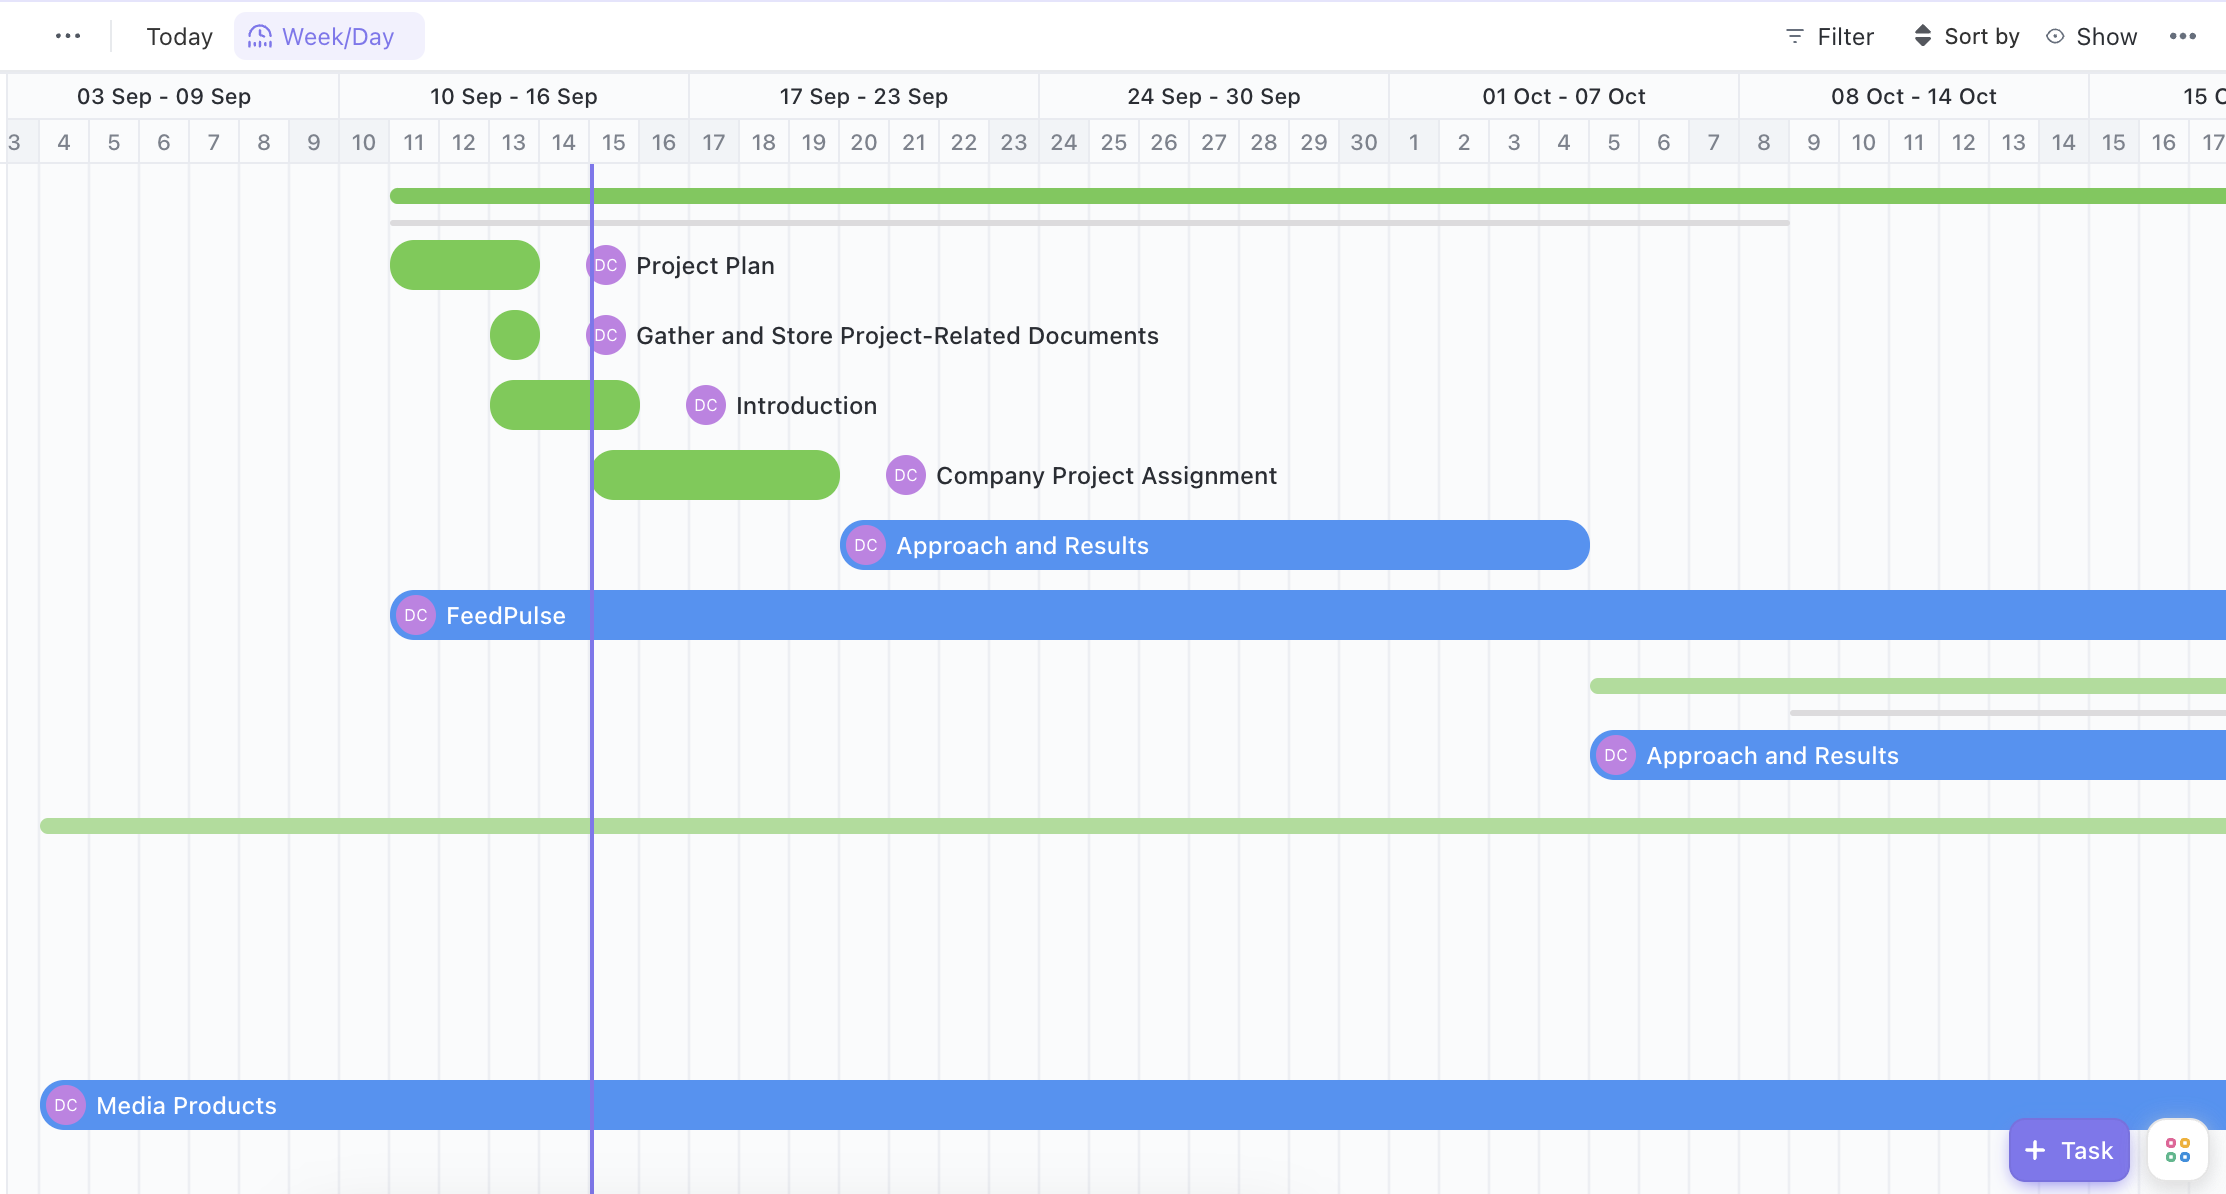 Today Week/Day Filter Sort by Show
03 Sep - 09 Sep 10 Sep - 16 Sep 17 Sep - 23 Sep 24 Sep - 30 Sep 01 Oct - 07 Oct 08 Oct - 14 Oct 15
3 4 5 6 7 8 9 10 11 12 13 14 15 16 17 18 19 20 21 22 23 24 25 26 27 28 29 30 1 2 3 4 5 6 7 8 9 10 11 12 13 14 15 16 17
DC Project Plan
DC Gather and Store Project-Related Documents
DC Introduction
DC Company Project Assignment
DC Approach and Results
DC FeedPulse
DC Approach and Results
DC Media Products
+ Task